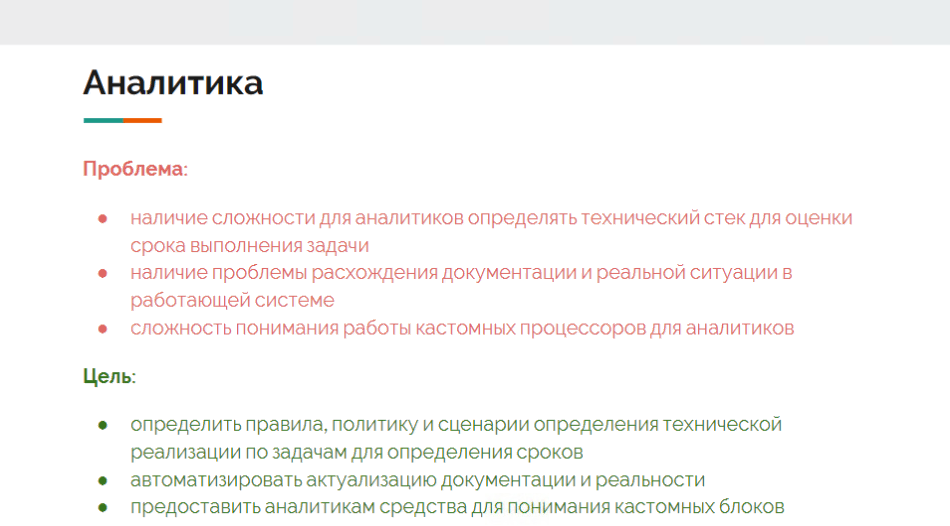 Аналитика
Проблема:
● наличие сложности для аналитиков определять технический стек для оценки
срока выполнения задачи
● наличие проблемы расхождения документации и реальной ситуации в
работающей системе
● сложность понимания работы кастомных процессоров для аналитиков
Цель:
● определить правила, политику и сценарии определения технической
реализации по задачам для определения сроков
● автоматизировать актуализацию документации и реальности
● предоставить аналитикам средства для понимания кастомных блоков